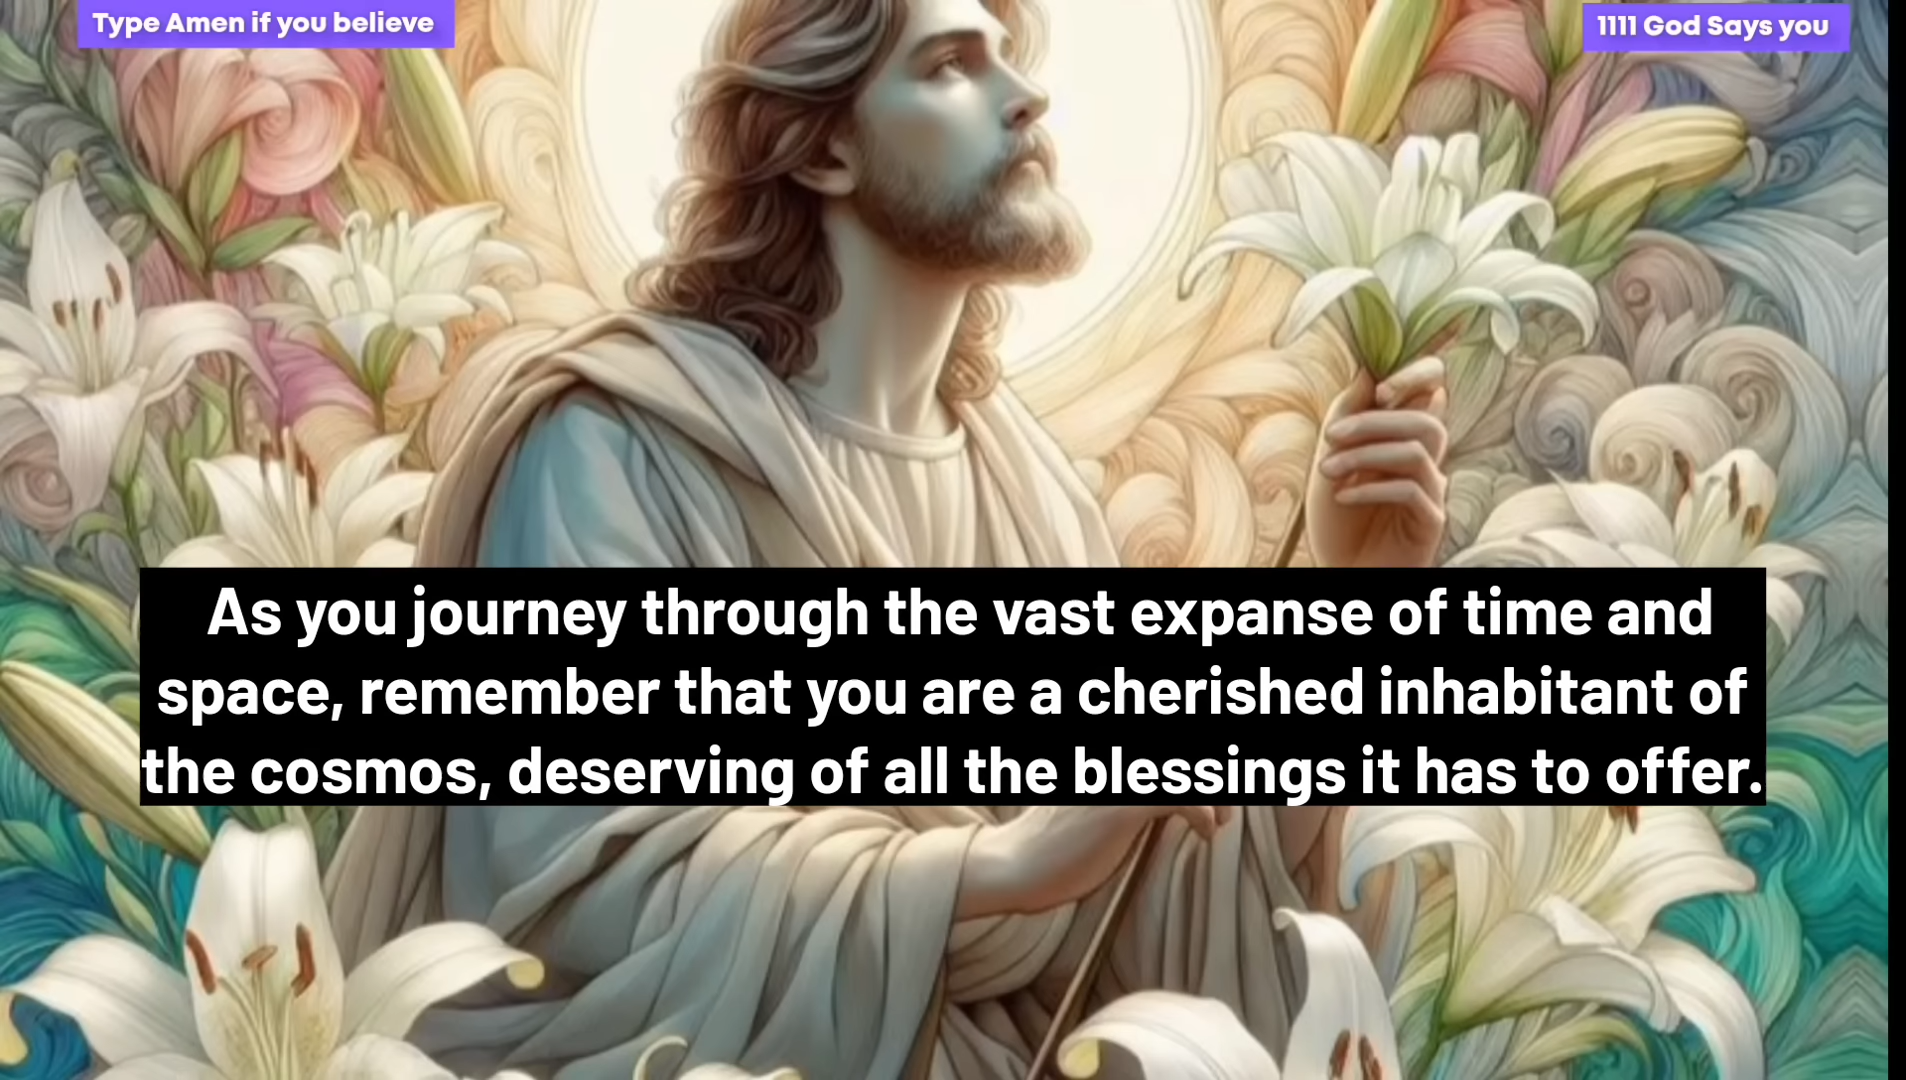 Type Amen if you believe
1111 God Says you
As you journey through the vast expanse of time and
space, remember that you are a cherished inhabitant of
the cosmos, deserving of all the blessings it has to offer.